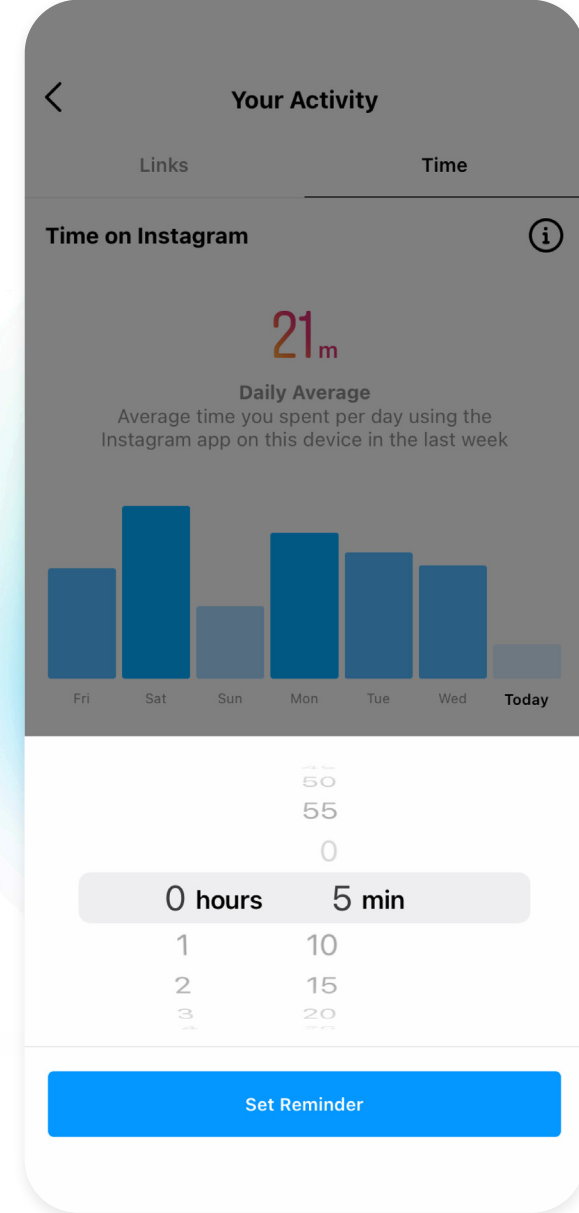 Your Activity
Links Time
Time on Instagram
21m
Daily Average
Average time you spent per day using the
Instagram app on this device in the last week
Fri Sat Sun Mon Tue Wed Today
50
55
0
0 hours 5 min
1 10
2 15
3 20
Set Reminder